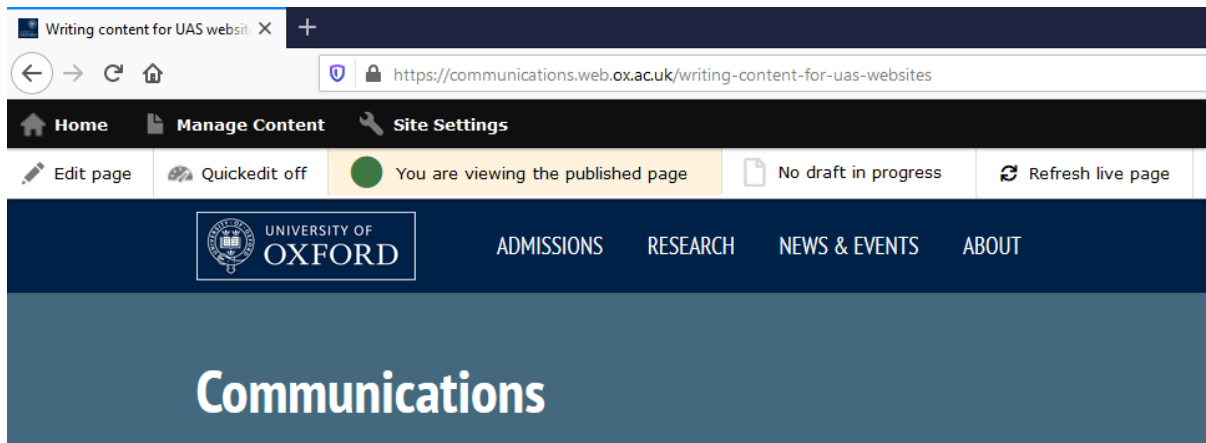 Writing content for UAS websit
https://communications.web.ox.ac.uk/writing-content-for-uas-websites
Home Manage Content Site Settings
Edit page Quickedit off You are viewing the published page No draft in progress Refresh live page
UNIVERSITY OF
OXFORD
ADMISSIONS RESEARCH NEWS & EVENTS ABOUT
Communications